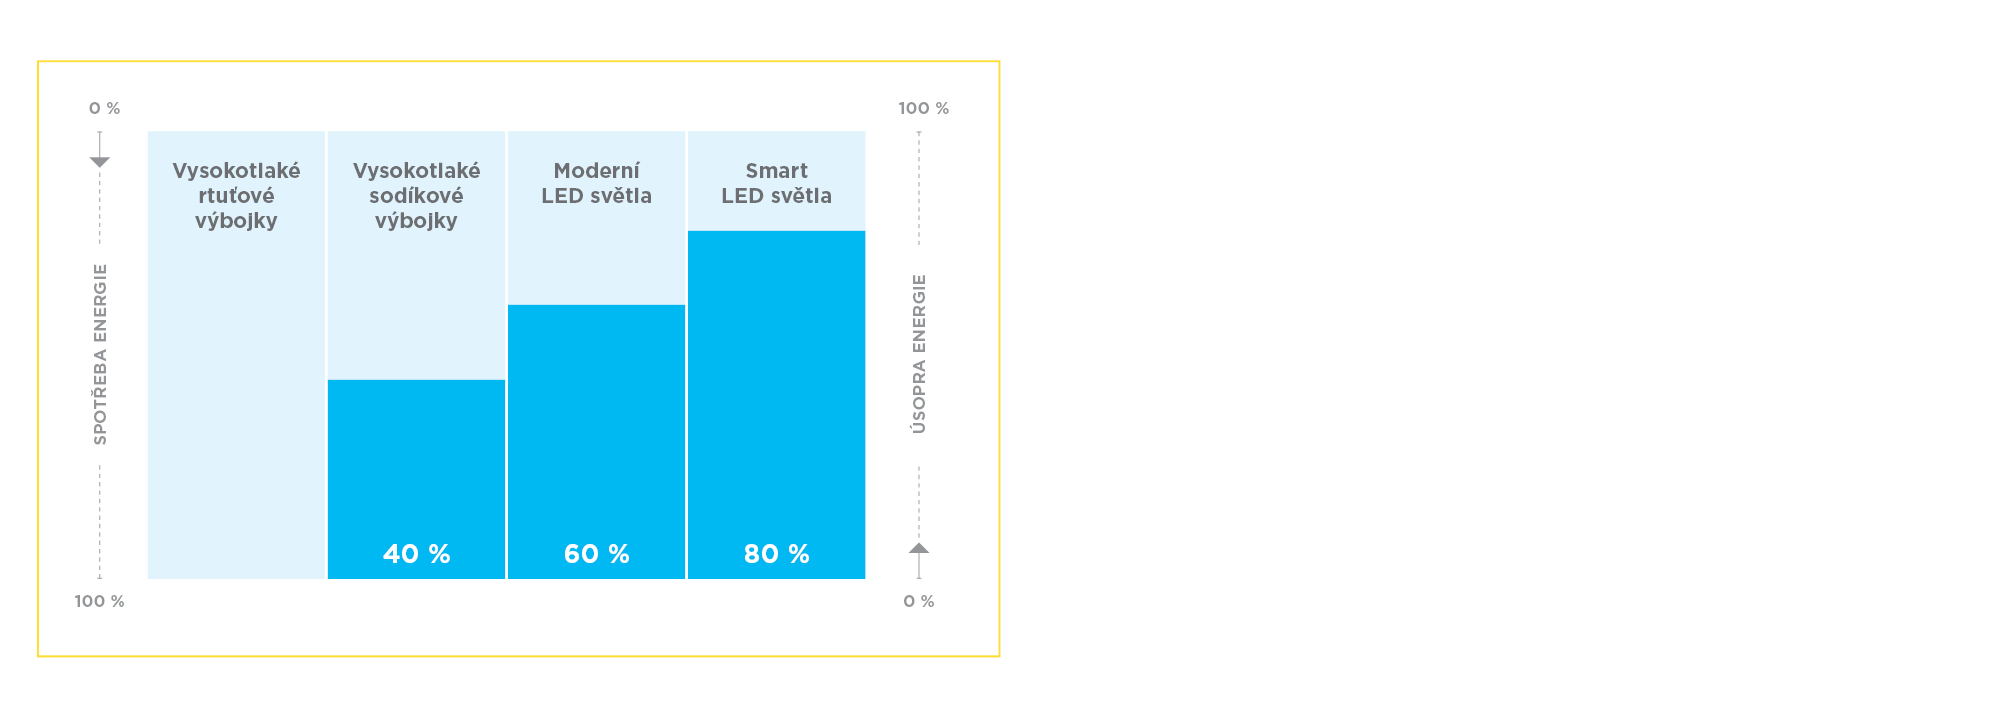 0 %
100 %
Vysokotlaké
rtuťové
výbojky
Vysokotlaké
sodíkové
výbojky
Moderní
LED světla
Smart
LED světla
SPOTŘEBA ENERGIE
ÚSOPRA ENERGIE
40 %
60 %
80 %
100 %
0 %